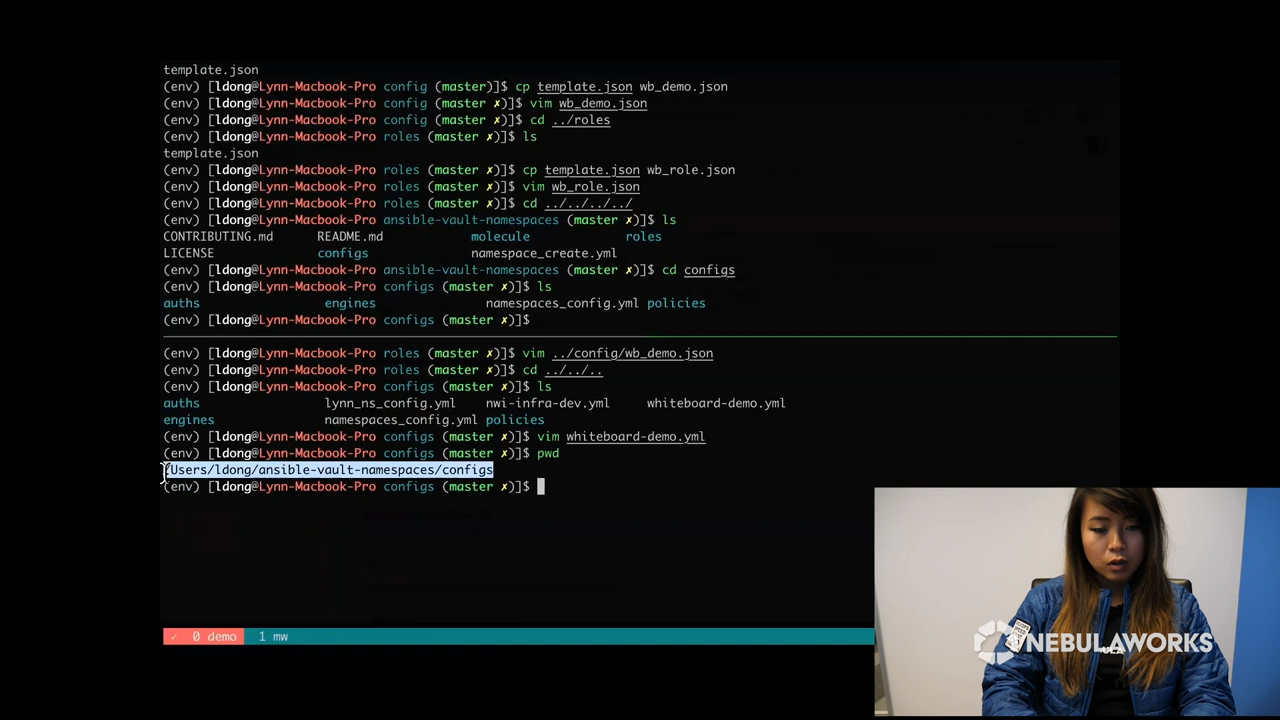 template.json
(env) [ldong@Lynn-Macbook-Pro config (master)]$ cp template.json wb_demo.json
(env) [ldong@Lynn-Macbook-Pro config (master ✗)]$ vim wb_demo.json
(env) [ldong@Lynn-Macbook-Pro config (master ✗)]$ cd ../roles
(env) [ldong@Lynn-Macbook-Pro roles (master ✗)]$ ls
template.json
(env) [ldong@Lynn-Macbook-Pro roles (master ✗)]$ cp template.json wb_role.json
(env) [ldong@Lynn-Macbook-Pro roles (master ✗)]$ vim wb_role.json
(env) [ldong@Lynn-Macbook-Pro roles (master ✗)]$ cd ../../../../
(env) [ldong@Lynn-Macbook-Pro ansible-vault-namespaces (master ✗)]$ ls
CONTRIBUTING.md README.md molecule roles
LICENSE configs namespace_create.yml
(env) [ldong@Lynn-Macbook-Pro ansible-vault-namespaces (master ✗)]$ cd configs
(env) [ldong@Lynn-Macbook-Pro configs (master ✗)]$ ls
auths engines namespaces_config.yml policies
(env) [ldong@Lynn-Macbook-Pro configs (master ✗)]$
(env) [ldong@Lynn-Macbook-Pro roles (master ✗)]$ vim ../config/wb_demo.json
(env) [ldong@Lynn-Macbook-Pro roles (master ✗)]$ cd ../../..
(env) [ldong@Lynn-Macbook-Pro configs (master ✗)]$ ls
auths lynn_ns_config.yml nwi-infra-dev.yml whiteboard-demo.yml
engines namespaces_config.yml policies
(env) [ldong@Lynn-Macbook-Pro configs (master ✗)]$ vim whiteboard-demo.yml
(env) [ldong@Lynn-Macbook-Pro configs (master ✗)]$ pwd
/Users/ldong/ansible-vault-namespaces/configs
(env) [ldong@Lynn-Macbook-Pro configs (master ✗)]$
✓ 0 demo 1 mw
NEBULAWORKS